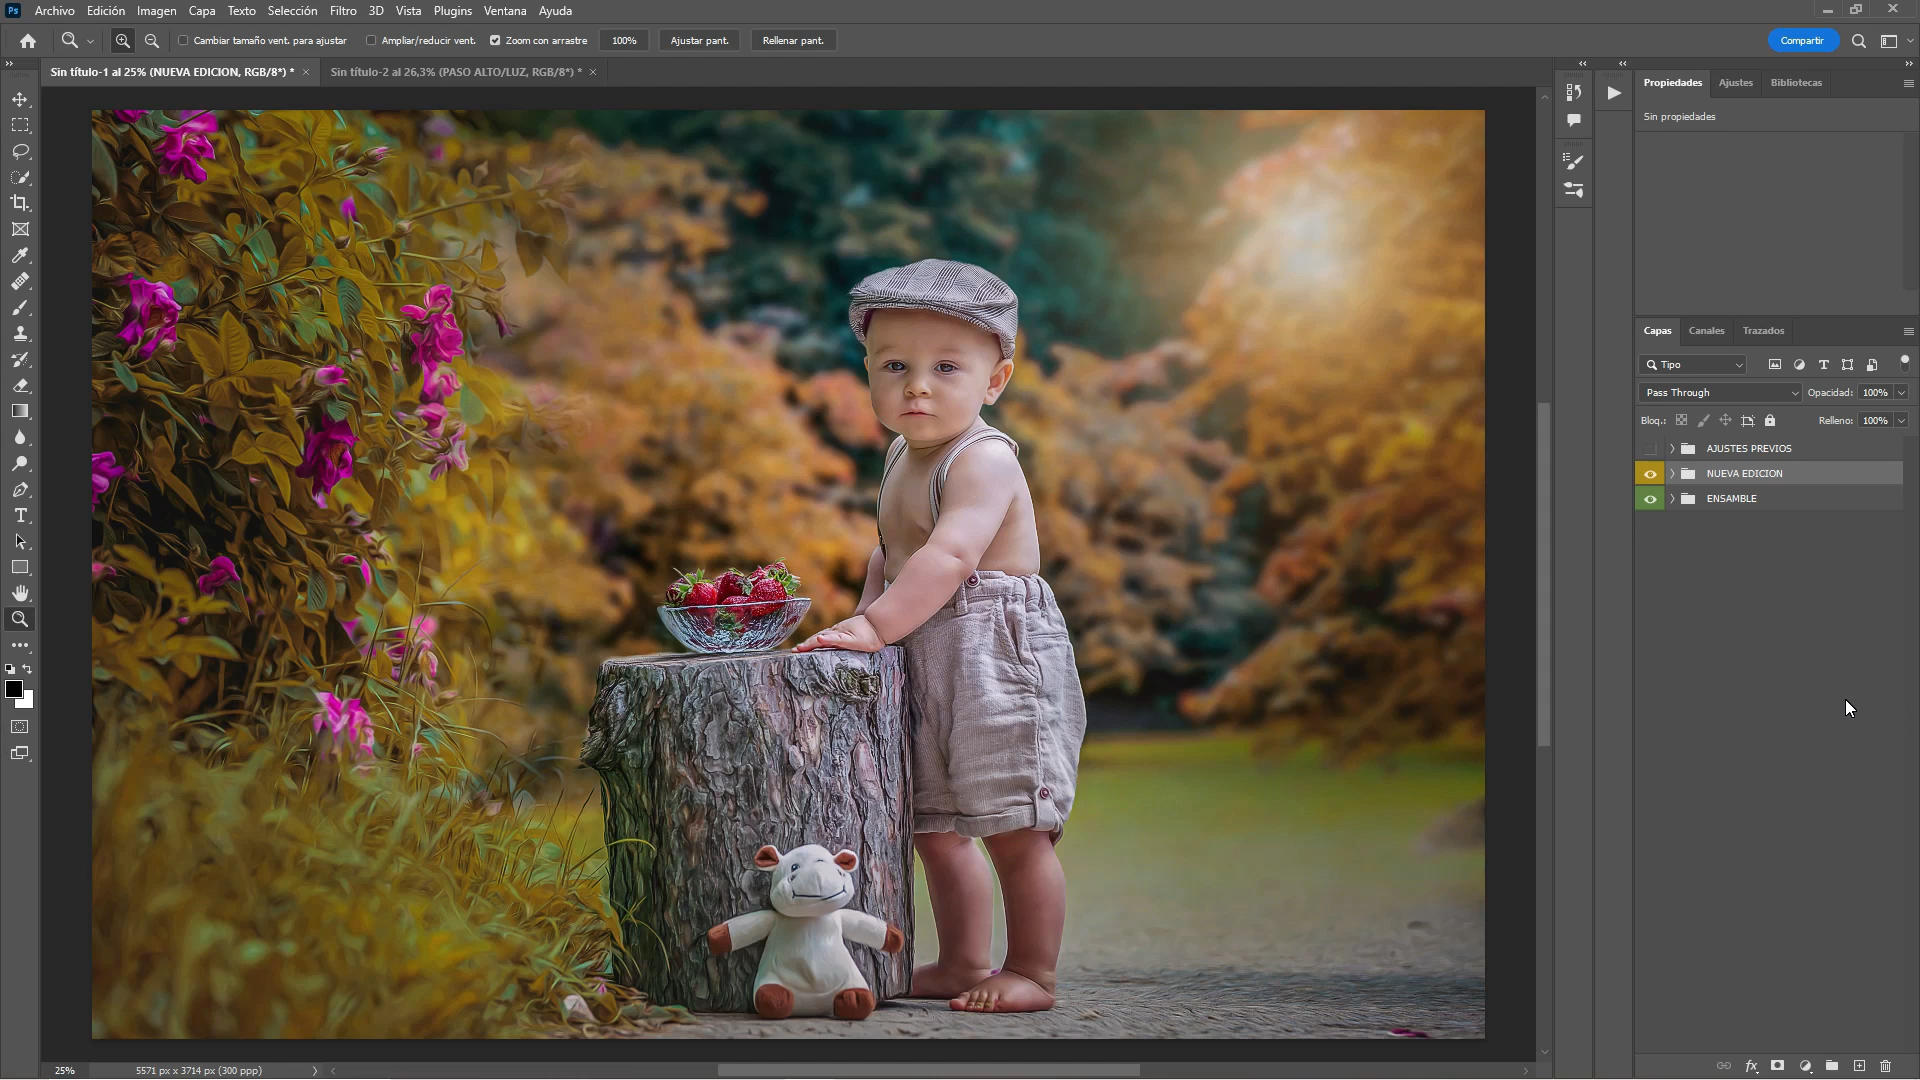 Ps Archivo Edición Imagen Capa Texto Selección Filtro 3D Vista Plugins Ventana Ayuda
Cambiar tamaño vent. para ajustar Ampliar/reducir vent. Zoom con arrastre 100% Ajustar pant. Rellenar pant. Compartir
Sin título-1 al 25% (NUEVA EDICION, RGB/8*) * Sin título-2 al 26,3% (PASO ALTO/LUZ, RGB/8*) *
Propiedades Ajustes Bibliotecas
Sin propiedades
Capas Canales Trazados
Tipo
Pass Through Opacidad: 100%
Bloq.: Relleno: 100%
AJUSTES PREVIOS
NUEVA EDICION
ENSAMBLE
25% 5571 px x 3714 px (300 ppp)